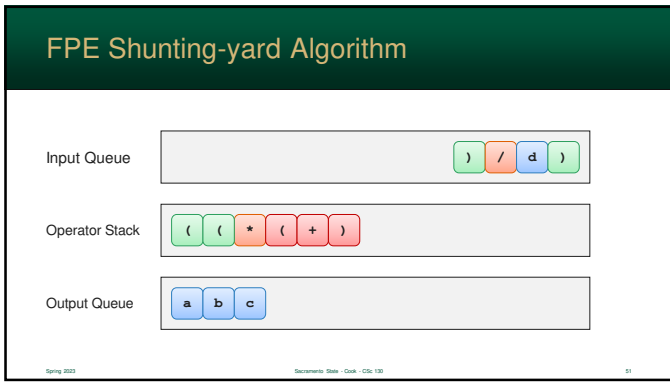 FPE Shunting-yard Algorithm
Input Queue ) / d )
Operator Stack ( ( * ( + )
Output Queue a b c
Spring 2023 Sacramento State - Cook - CSc 130 51